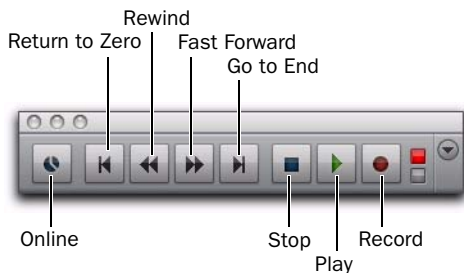 Rewind
Return to Zero
Fast Forward
Go to End
Online
Stop
Record
Play